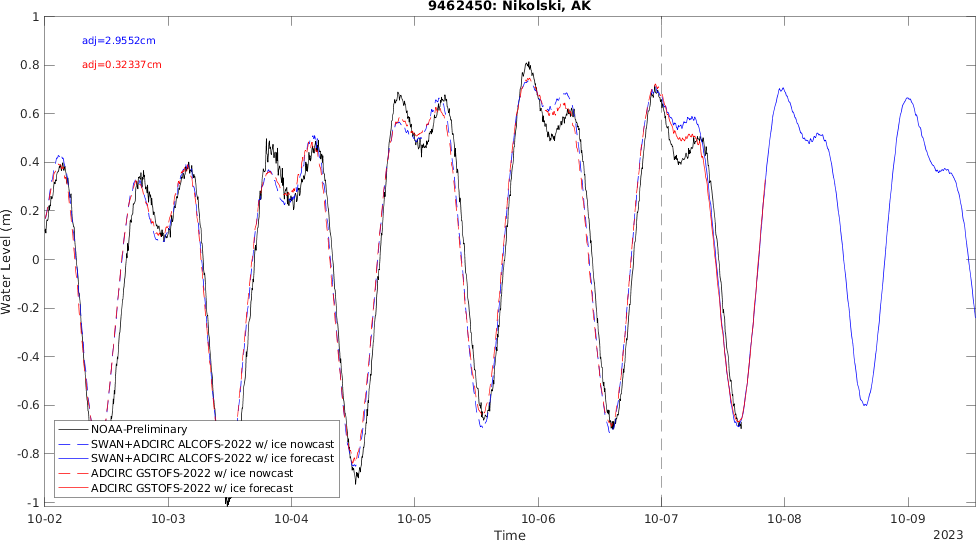 9462450: Nikolski, AK
adj=2.9552cm
adj=0.32337cm
Water Level (m)
1
0.8
0.6
0.4
0.2
0
-0.2
-0.4
-0.6
-0.8
-1
NOAA-Preliminary
SWAN+ADCIRC ALCOFS-2022 w/ ice nowcast
SWAN+ADCIRC ALCOFS-2022 w/ ice forecast
ADCIRC GSTOFS-2022 w/ ice nowcast
ADCIRC GSTOFS-2022 w/ ice forecast
10-02 10-03 10-04 10-05 10-06 10-07 10-08 10-09
Time
2023